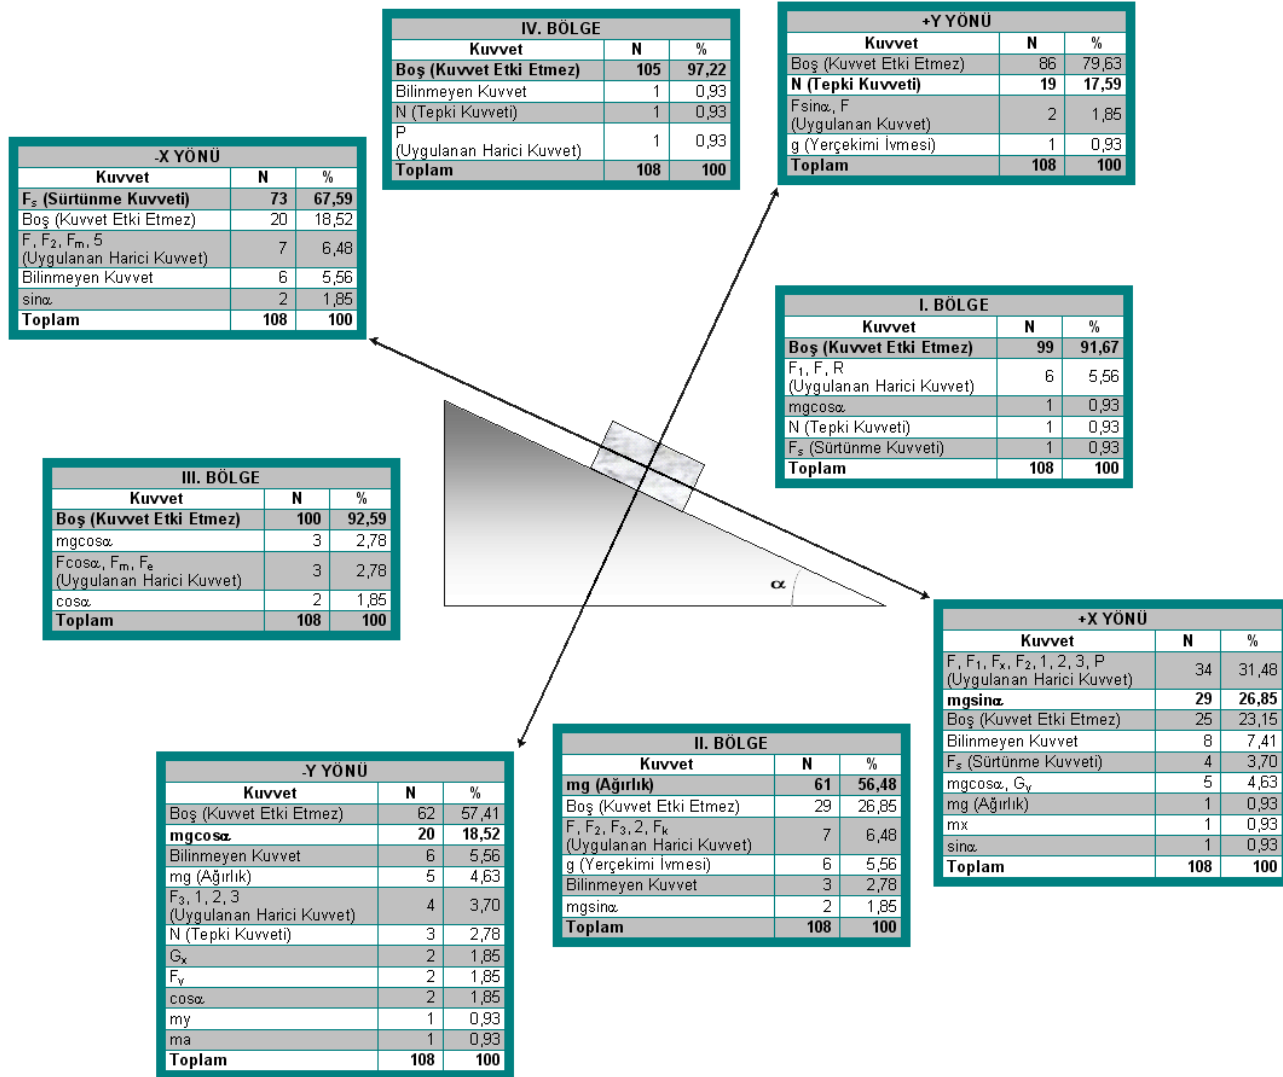 IV. BÖLGE
Kuvvet N %
Boş (Kuvvet Etki Etmez) 105 97,22
Bilinmeyen Kuvvet 1 0,93
N (Tepki Kuvveti) 1 0,93
P
(Uygulanan Harici Kuvvet) 1 0,93
Toplam 108 100
+Y YÖNÜ
Kuvvet N %
Boş (Kuvvet Etki Etmez) 86 79,63
N (Tepki Kuvveti) 19 17,59
Fsinα, F
(Uygulanan Kuvvet) 2 1,85
g (Yerçekimi İvmesi) 1 0,93
Toplam 108 100
-X YÖNÜ
Kuvvet N %
Fₛ (Sürtünme Kuvveti) 73 67,59
Boş (Kuvvet Etki Etmez) 20 18,52
F, F₂, Fₘ, 5
(Uygulanan Harici Kuvvet) 7 6,48
Bilinmeyen Kuvvet 6 5,56
sinα 2 1,85
Toplam 108 100
I. BÖLGE
Kuvvet N %
Boş (Kuvvet Etki Etmez) 99 91,67
F₁, F, R
(Uygulanan Harici Kuvvet) 6 5,56
mgcosα 1 0,93
N (Tepki Kuvveti) 1 0,93
Fₛ (Sürtünme Kuvveti) 1 0,93
Toplam 108 100
III. BÖLGE
Kuvvet N %
Boş (Kuvvet Etki Etmez) 100 92,59
mgcosα 3 2,78
Fcosα, Fₘ, Fₑ
(Uygulanan Harici Kuvvet) 3 2,78
cosα 2 1,85
Toplam 108 100
α
+X YÖNÜ
Kuvvet N %
F, F₁, Fₓ, F₂, 1, 2, 3, P
(Uygulanan Harici Kuvvet) 34 31,48
mgsinα 29 26,85
Boş (Kuvvet Etki Etmez) 25 23,15
Bilinmeyen Kuvvet 8 7,41
Fₛ (Sürtünme Kuvveti) 4 3,70
mgcosα, Gᵧ 5 4,63
mg (Ağırlık) 1 0,93
mx 1 0,93
sinα 1 0,93
Toplam 108 100
II. BÖLGE
Kuvvet N %
mg (Ağırlık) 61 56,48
Boş (Kuvvet Etki Etmez) 29 26,85
F, F₂, F₃, 2, Fₖ
(Uygulanan Harici Kuvvet) 7 6,48
g (Yerçekimi İvmesi) 6 5,56
Bilinmeyen Kuvvet 3 2,78
mgsinα 2 1,85
Toplam 108 100
-Y YÖNÜ
Kuvvet N %
Boş (Kuvvet Etki Etmez) 62 57,41
mgcosα 20 18,52
Bilinmeyen Kuvvet 6 5,56
mg (Ağırlık) 5 4,63
F₃, 1, 2, 3
(Uygulanan Harici Kuvvet) 4 3,70
N (Tepki Kuvveti) 3 2,78
Gₓ 2 1,85
Fᵧ 2 1,85
cosα 2 1,85
my 1 0,93
ma 1 0,93
Toplam 108 100